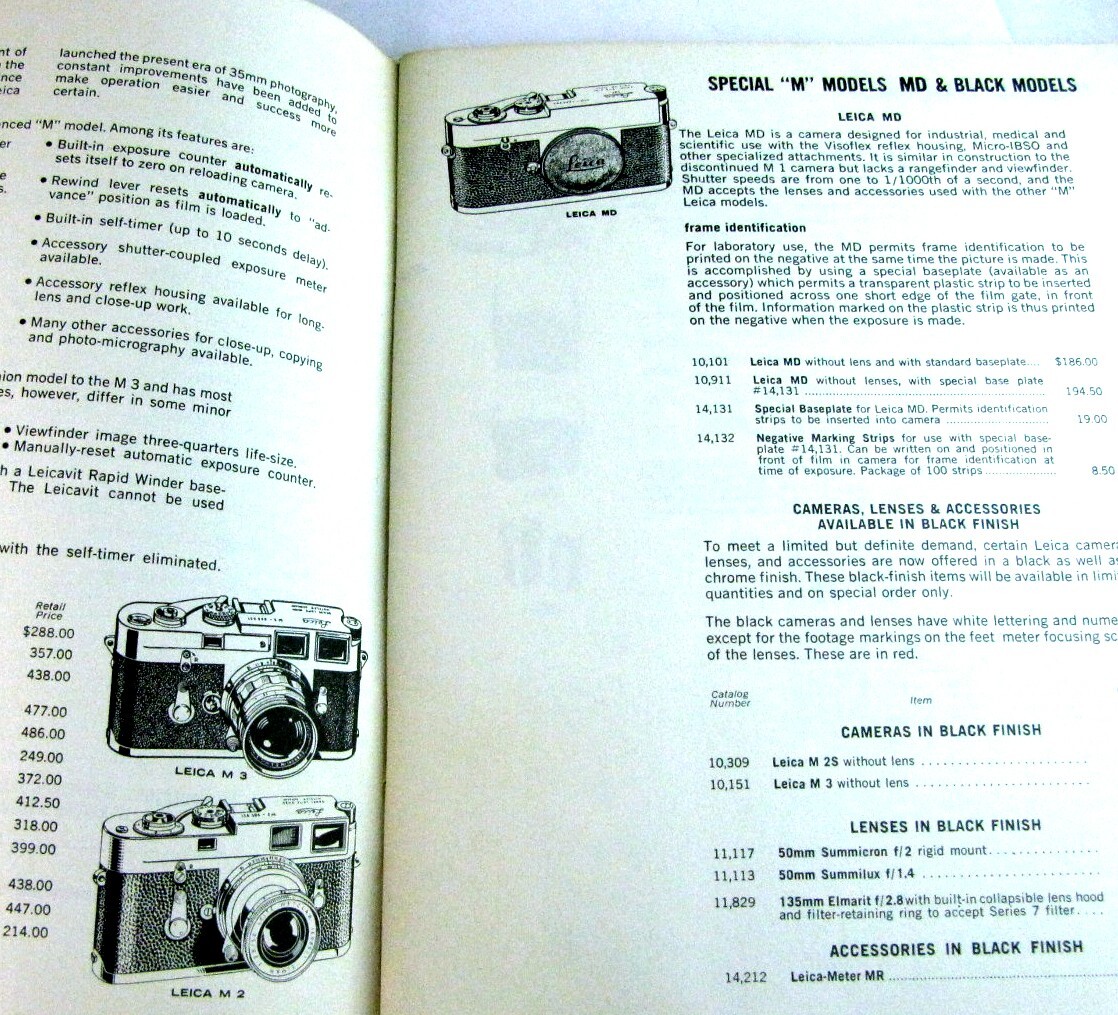 nt of
the
nce
eica
launched the present era of 35mm photography,
constant improvements have been added to
make operation easier and success more
certain.
nced “M” model. Among its features are:
er
e
s.
• Built-in exposure counter automatically re-
sets itself to zero on reloading camera.
• Rewind lever resets automatically to “ad-
vance” position as film is loaded.
• Built-in self-timer (up to 10 seconds delay).
• Accessory shutter-coupled exposure meter
available.
• Accessory reflex housing available for long-
lens and close-up work.
• Many other accessories for close-up, copying
and photo-micrography available.
ion model to the M 3 and has most
es, however, differ in some minor
• Viewfinder image three-quarters life-size.
• Manually-reset automatic exposure counter.
h a Leicavit Rapid Winder base-
The Leicavit cannot be used
with the self-timer eliminated.
Retail
Price
$288.00
357.00
438.00
477.00
486.00
249.00
372.00
412.50
318.00
399.00
438.00
447.00
214.00
Leica
LEICA M 3
Leica
LEICA M 2
Leica
LEICA MD
SPECIAL “M” MODELS MD & BLACK MODELS
LEICA MD
The Leica MD is a camera designed for industrial, medical and
scientific use with the Visoflex reflex housing, Micro-IBSO and
other specialized attachments. It is similar in construction to the
discontinued M 1 camera but lacks a rangefinder and viewfinder.
Shutter speeds are from one to 1/1000th of a second, and the
MD accepts the lenses and accessories used with the other “M”
Leica models.
frame identification
For laboratory use, the MD permits frame identification to be
printed on the negative at the same time the picture is made. This
is accomplished by using a special baseplate (available as an
accessory) which permits a transparent plastic strip to be inserted
and positioned across one short edge of the film gate, in front
of the film. Information marked on the plastic strip is thus printed
on the negative when the exposure is made.
10,101 Leica MD without lens and with standard baseplate.... $186.00
10,911 Leica MD without lenses, with special base plate
#14,131 ........ 194.50
14,131 Special Baseplate for Leica MD. Permits identification
strips to be inserted into camera ........ 19.00
14,132 Negative Marking Strips for use with special base-
plate #14,131. Can be written on and positioned in
front of film in camera for frame identification at
time of exposure. Package of 100 strips ........ 8.50
CAMERAS, LENSES & ACCESSORIES
AVAILABLE IN BLACK FINISH
To meet a limited but definite demand, certain Leica camera
lenses, and accessories are now offered in a black as well as
chrome finish. These black-finish items will be available in limi
quantities and on special order only.
The black cameras and lenses have white lettering and nume
except for the footage markings on the feet meter focusing sc
of the lenses. These are in red.
Catalog
Number Item
CAMERAS IN BLACK FINISH
10,309 Leica M 2S without lens ........
10,151 Leica M 3 without lens ........
LENSES IN BLACK FINISH
11,117 50mm Summicron f/2 rigid mount........
11,113 50mm Summilux f/1.4 ........
11,829 135mm Elmarit f/2.8 with built-in collapsible lens hood
and filter-retaining ring to accept Series 7 filter....
ACCESSORIES IN BLACK FINISH
14,212 Leica-Meter MR ........